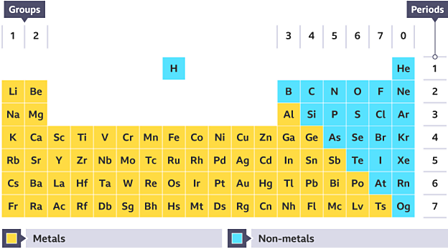 Groups Periods
1 2 3 4 5 6 7 0
H He 1
Li Be B C N O F Ne 2
Na Mg Al Si P S Cl Ar 3
K Ca Sc Ti V Cr Mn Fe Co Ni Cu Zn Ga Ge As Se Br Kr 4
Rb Sr Y Zr Nb Mo Tc Ru Rh Pd Ag Cd In Sn Sb Te I Xe 5
Cs Ba La Hf Ta W Re Os Ir Pt Au Hg Tl Pb Bi Po At Rn 6
Fr Ra Ac Rf Db Sg Bh Hs Mt Ds Rg Cn Nh Fl Mc Lv Ts Og 7
Metals Non-metals